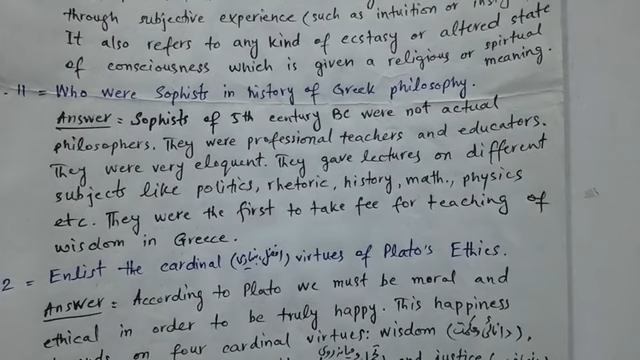 through subjective experience (such as intuition or
It also refers to any kind of ecstasy or altered state
of consciousness which is given a religious or spirtual
meaning.
11 = Who were Sophists in history of Greek philosophy.
Answer = Sophists of 5th century BC were not actual
philosophers. They were professional teachers and educators.
They were very eloquent. They gave lectures on different
subjects like politics, rhetoric, history, math., physics
etc. They were the first to take fee for teaching of
wisdom in Greece.
2 = Enlist the cardinal virtues of Plato's Ethics.
Answer = According to Plato we must be moral and
ethical in order to be truly happy. This happiness
on four cardinal virtues: wisdom
and justice